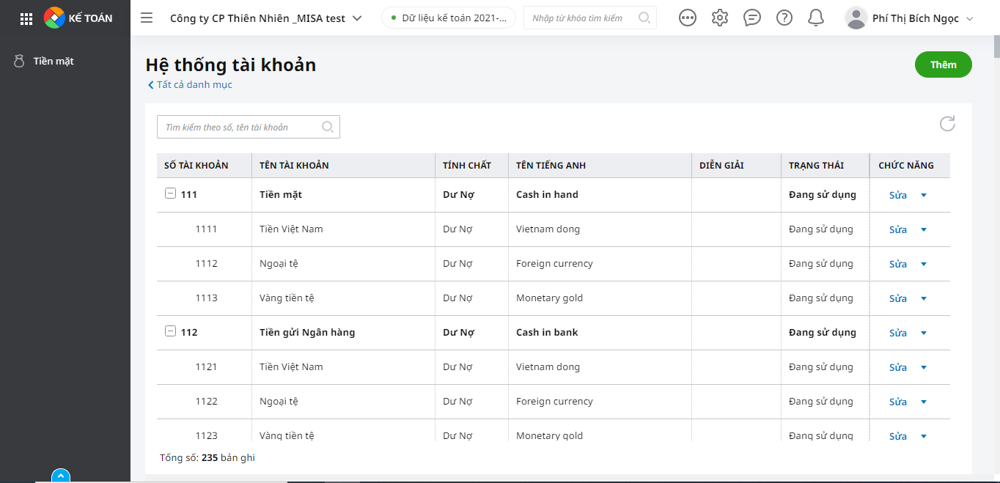 KẾ TOÁN
Công ty CP Thiên Nhiên _MISA test
Dữ liệu kế toán 2021-...
Nhập từ khóa tìm kiếm
Phí Thị Bích Ngọc
Tiền mặt
Hệ thống tài khoản
Tất cả danh mục
Thêm
Tìm kiếm theo số, tên tài khoản
SỐ TÀI KHOẢN TÊN TÀI KHOẢN TÍNH CHẤT TÊN TIẾNG ANH DIỄN GIẢI TRẠNG THÁI CHỨC NĂNG
111 Tiền mặt Dư Nợ Cash in hand Đang sử dụng Sửa
1111 Tiền Việt Nam Dư Nợ Vietnam dong Đang sử dụng Sửa
1112 Ngoại tệ Dư Nợ Foreign currency Đang sử dụng Sửa
1113 Vàng tiền tệ Dư Nợ Monetary gold Đang sử dụng Sửa
112 Tiền gửi Ngân hàng Dư Nợ Cash in bank Đang sử dụng Sửa
1121 Tiền Việt Nam Dư Nợ Vietnam dong Đang sử dụng Sửa
1122 Ngoại tệ Dư Nợ Foreign currency Đang sử dụng Sửa
1123 Vàng tiền tệ Dư Nợ Monetary gold Đang sử dụng Sửa
Tổng số: 235 bản ghi